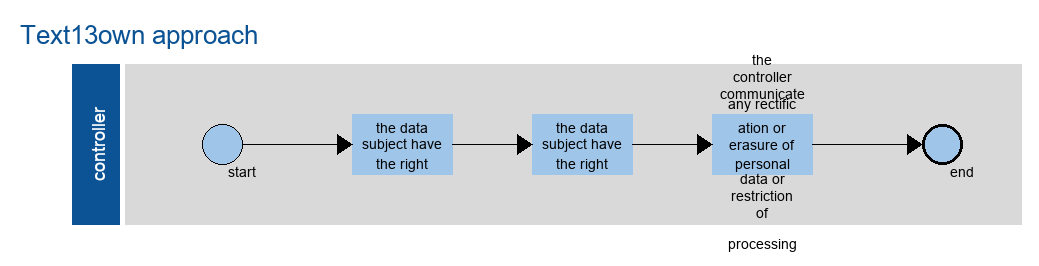 Text13own approach
controller
start
the data
subject have
the right
the data
subject have
the right
the
controller
communicate
any rectific
ation or
erasure of
personal
data or
restriction
of
processing
end